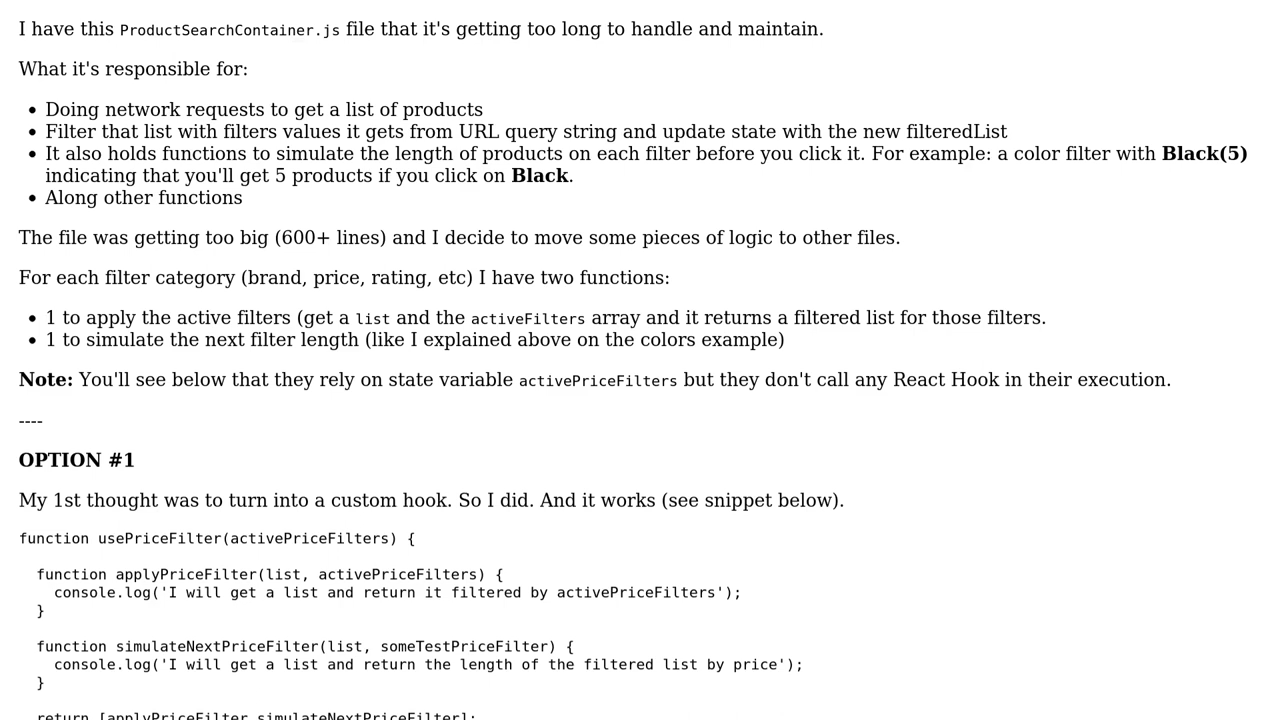 I have this ProductSearchContainer.js file that it's getting too long to handle and maintain.
What it's responsible for:
• Doing network requests to get a list of products
• Filter that list with filters values it gets from URL query string and update state with the new filteredList
• It also holds functions to simulate the length of products on each filter before you click it. For example: a color filter with Black(5)
indicating that you'll get 5 products if you click on Black.
• Along other functions
The file was getting too big (600+ lines) and I decide to move some pieces of logic to other files.
For each filter category (brand, price, rating, etc) I have two functions:
• 1 to apply the active filters (get a list and the activeFilters array and it returns a filtered list for those filters.
• 1 to simulate the next filter length (like I explained above on the colors example)
Note: You'll see below that they rely on state variable activePriceFilters but they don't call any React Hook in their execution.
----
OPTION #1
My 1st thought was to turn into a custom hook. So I did. And it works (see snippet below).
function usePriceFilter(activePriceFilters) {
  function applyPriceFilter(list, activePriceFilters) {
    console.log('I will get a list and return it filtered by activePriceFilters');
  }
  function simulateNextPriceFilter(list, someTestPriceFilter) {
    console.log('I will get a list and return the length of the filtered list by price');
  }
  return [applyPriceFilter,simulateNextPriceFilter];